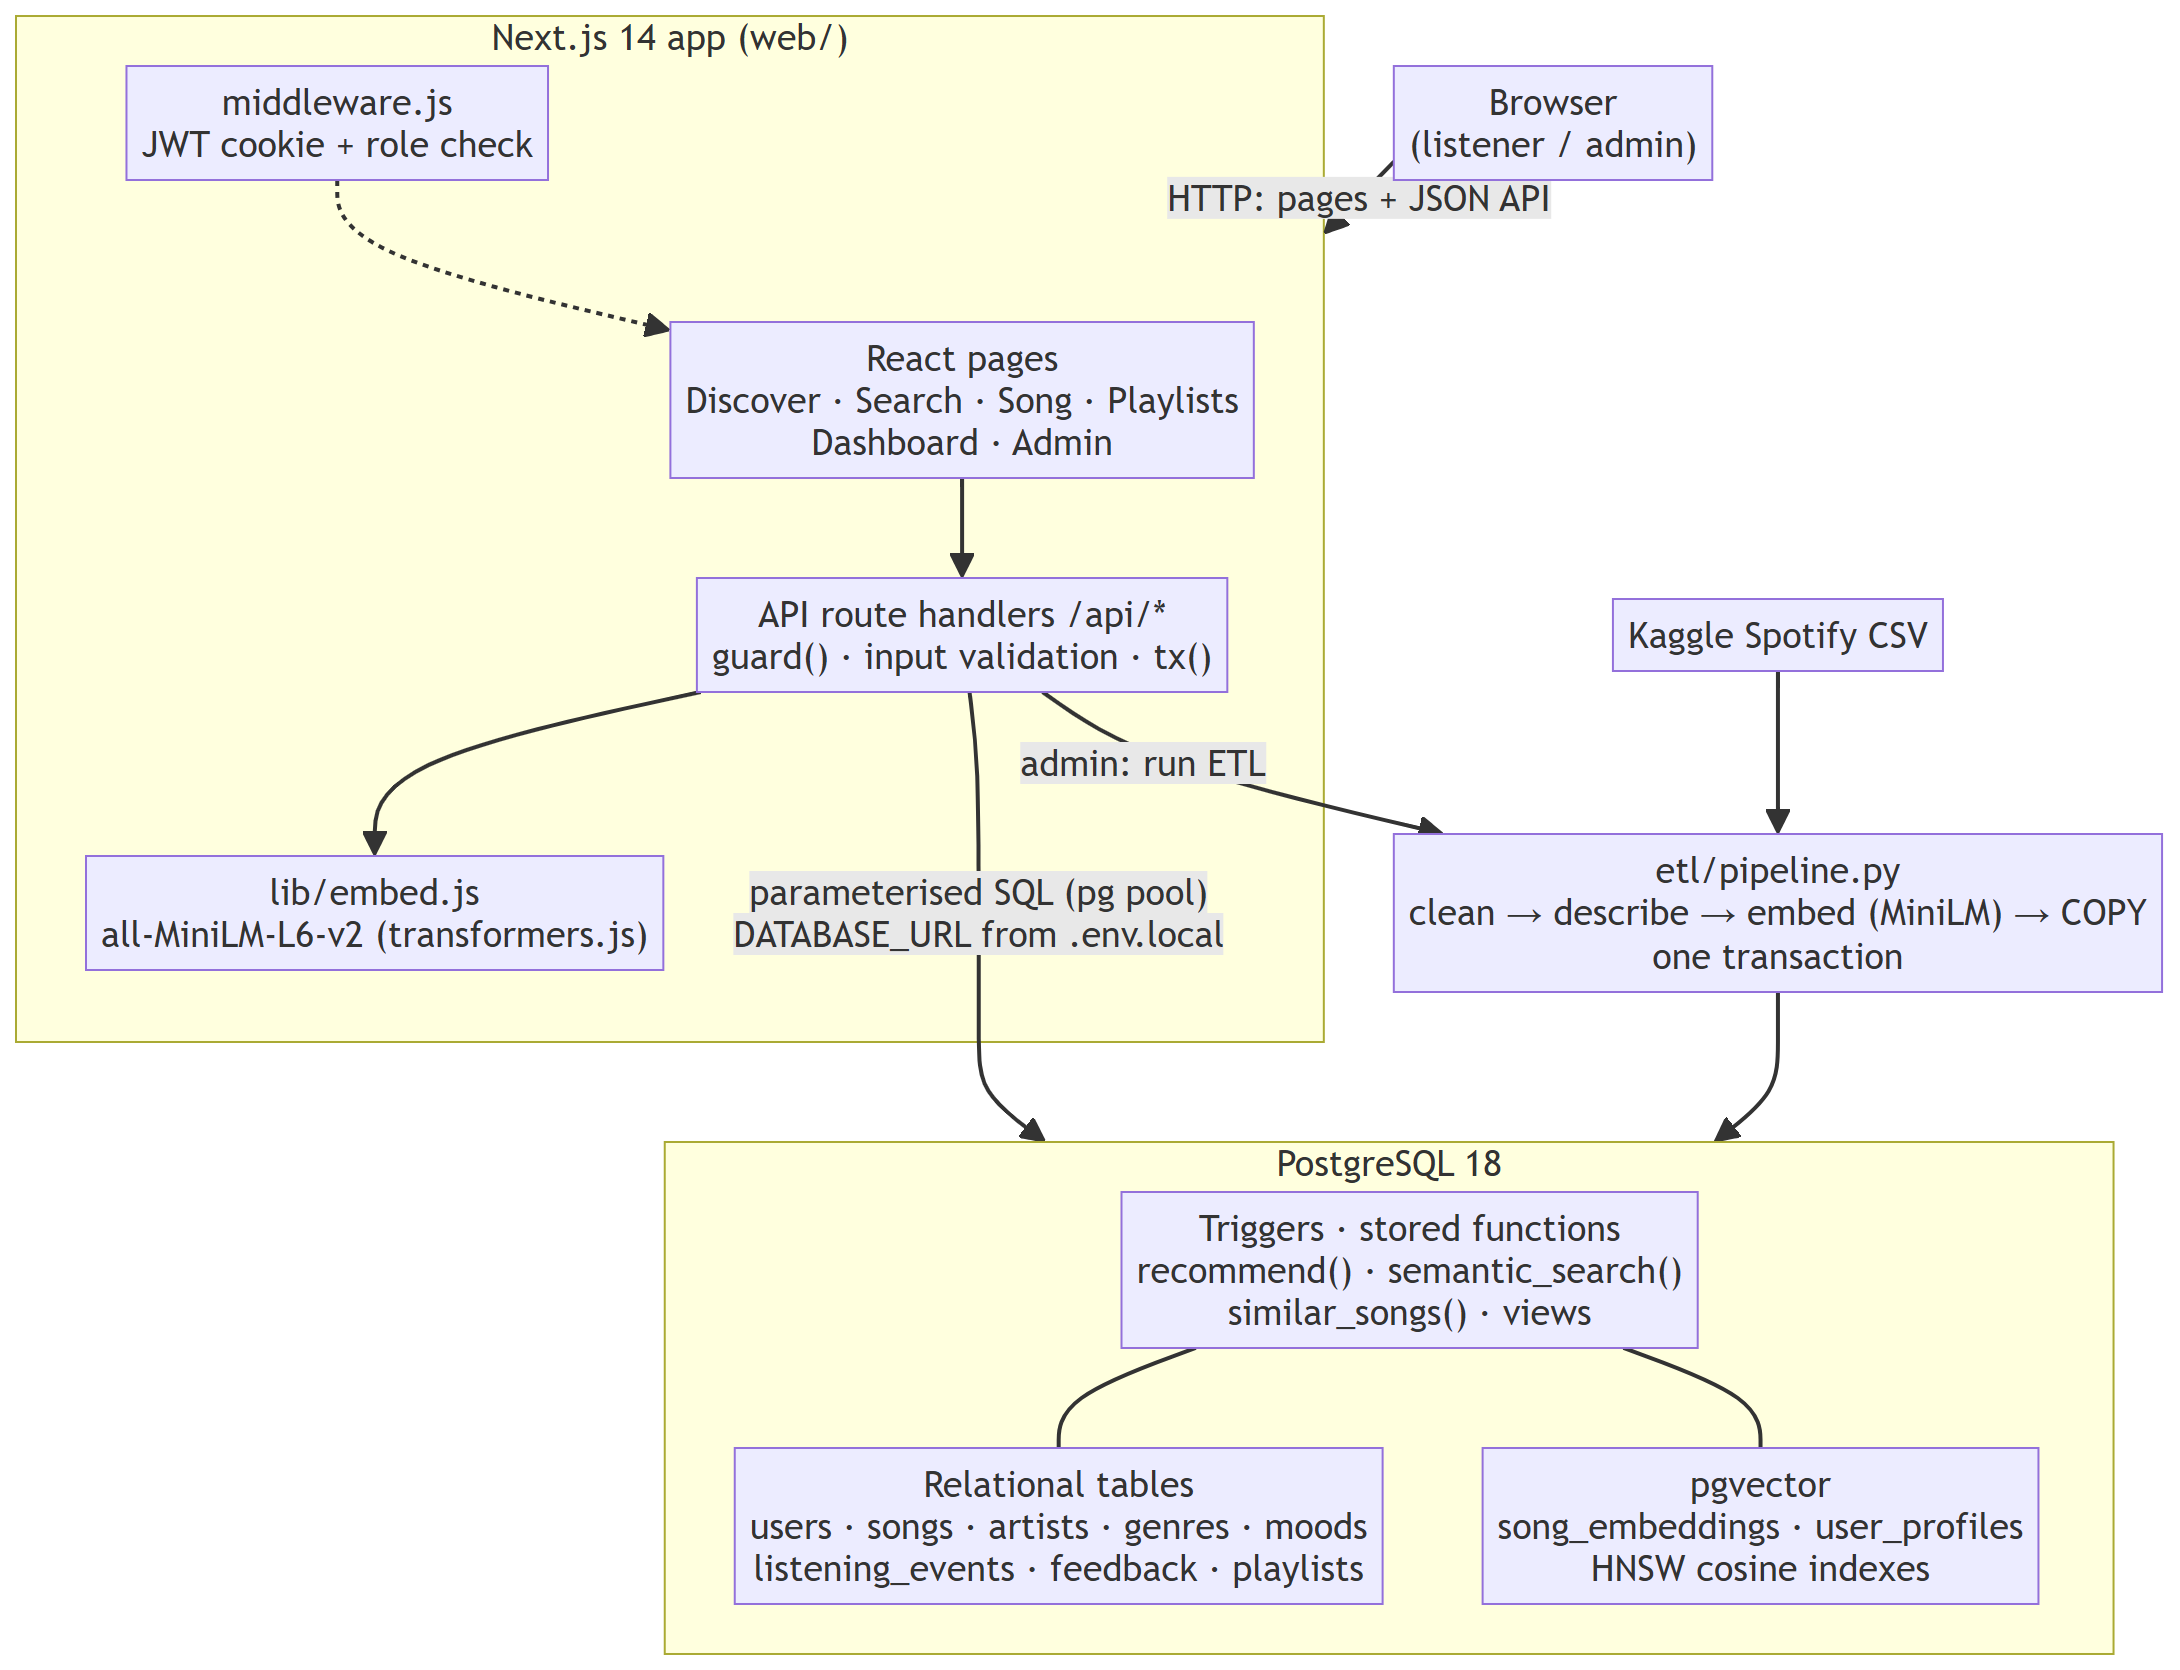 Next.js 14 app (web/)
middleware.js
JWT cookie + role check
Browser
(listener / admin)
HTTP: pages + JSON API
React pages
Discover · Search · Song · Playlists
Dashboard · Admin
API route handlers /api/*
guard() · input validation · tx()
Kaggle Spotify CSV
admin: run ETL
lib/embed.js
all-MiniLM-L6-v2 (transformers.js)
parameterised SQL (pg pool)
DATABASE_URL from .env.local
etl/pipeline.py
clean → describe → embed (MiniLM) → COPY
one transaction
PostgreSQL 18
Triggers · stored functions
recommend() · semantic_search()
similar_songs() · views
Relational tables
users · songs · artists · genres · moods
listening_events · feedback · playlists
pgvector
song_embeddings · user_profiles
HNSW cosine indexes